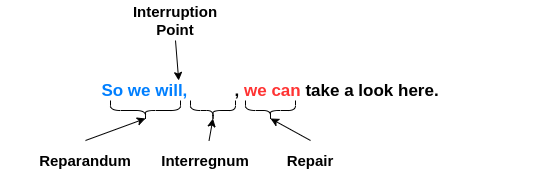 Interruption
Point
So we will, , we can take a look here.
Reparandum Interregnum Repair